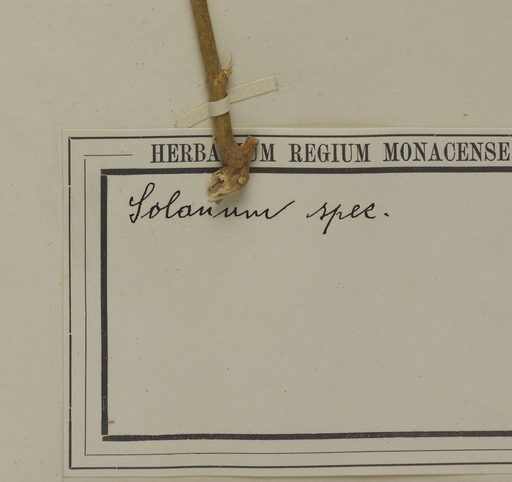 HERBARIUM REGIUM MONACENSE
Solanum spec.